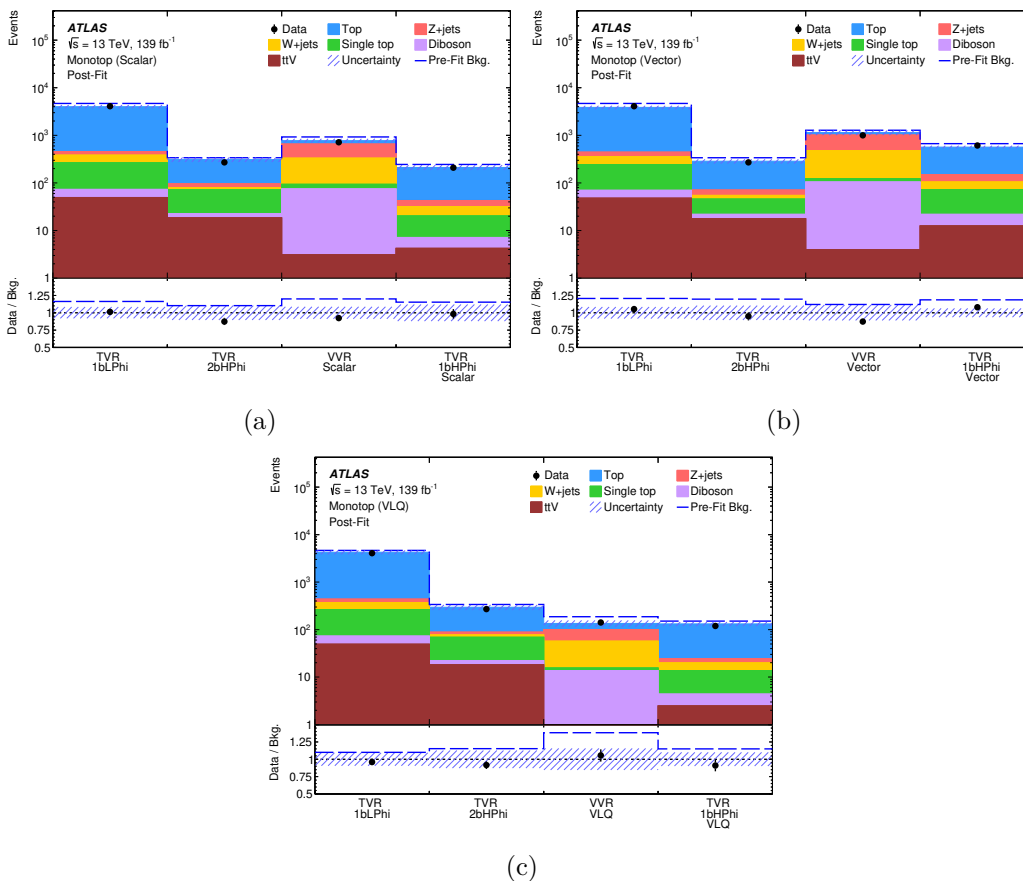 Events
10⁵
10⁴
10³
10²
10
1
ATLAS
√s = 13 TeV, 139 fb⁻¹
Monotop (Scalar)
Post-Fit
Data Top Z+jets
W+jets Single top Diboson
ttV Uncertainty Pre-Fit Bkg.
Data / Bkg.
1.25
1
0.75
0.5
TVR 1bLPhi
TVR 2bHPhi
VVR Scalar
TVR 1bHPhi Scalar
(a)
Events
10⁵
10⁴
10³
10²
10
1
ATLAS
√s = 13 TeV, 139 fb⁻¹
Monotop (Vector)
Post-Fit
Data Top Z+jets
W+jets Single top Diboson
ttV Uncertainty Pre-Fit Bkg.
Data / Bkg.
1.25
1
0.75
0.5
TVR 1bLPhi
TVR 2bHPhi
VVR Vector
TVR 1bHPhi Vector
(b)
Events
10⁵
10⁴
10³
10²
10
1
ATLAS
√s = 13 TeV, 139 fb⁻¹
Monotop (VLQ)
Post-Fit
Data Top Z+jets
W+jets Single top Diboson
ttV Uncertainty Pre-Fit Bkg.
Data / Bkg.
1.25
1
0.75
0.5
TVR 1bLPhi
TVR 2bHPhi
VVR VLQ
TVR 1bHPhi VLQ
(c)